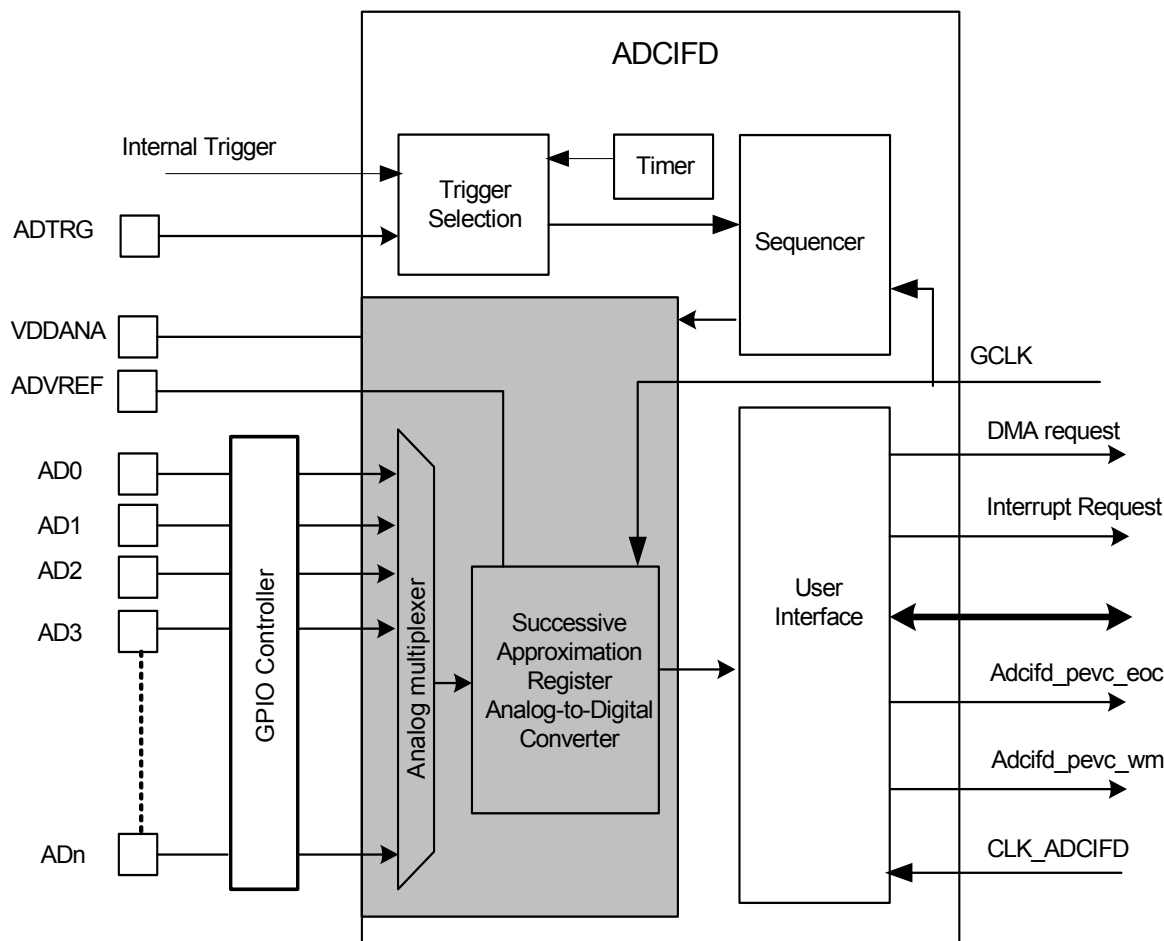 ADCIFD
Internal Trigger
Timer
Trigger
Selection
ADTRG
Sequencer
VDDANA
GCLK
ADVREF
DMA request
AD0
Interrupt Request
AD1
AD2
User
Interface
AD3
GPIO Controller
Analog multiplexer
Successive
Approximation
Register
Analog-to-Digital
Converter
Adcifd_pevc_eoc
Adcifd_pevc_wm
ADn
CLK_ADCIFD